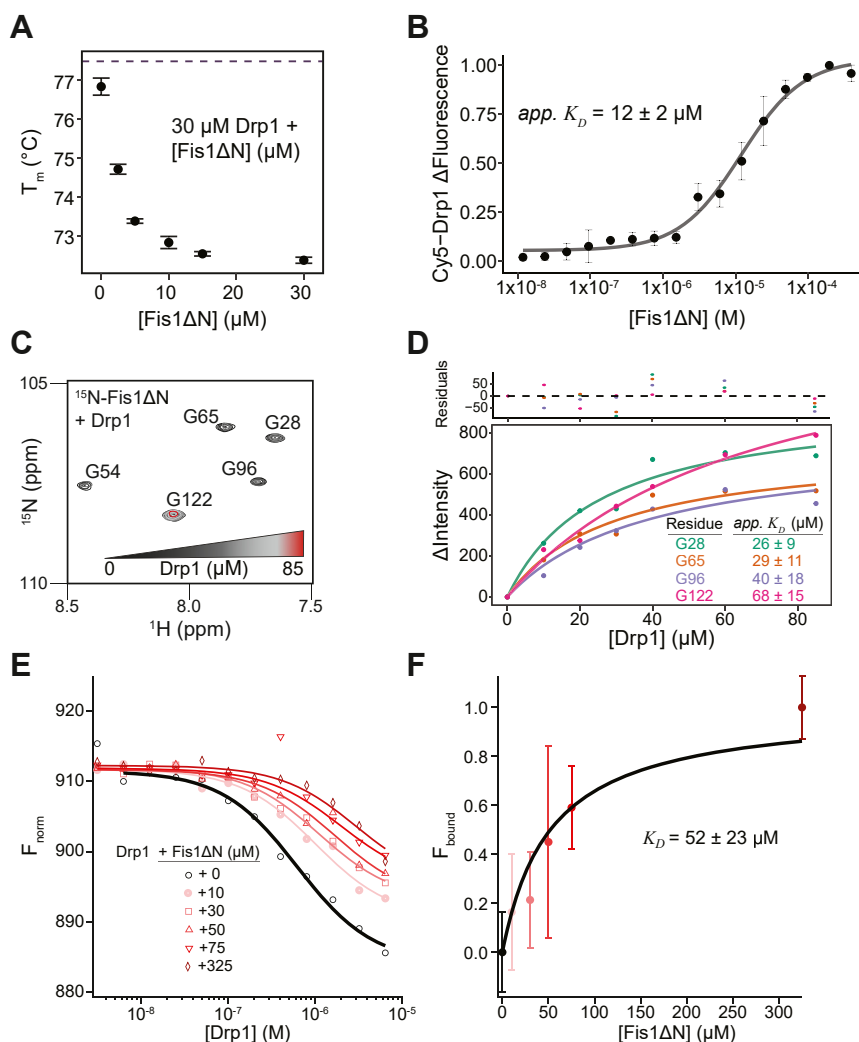 A
77
76
75
74
73
T_m (°C)
30 µM Drp1 +
[Fis1ΔN] (µM)
0
10
20
30
[Fis1ΔN] (µM)
B
1.00
0.75
0.50
0.25
0.00
Cy5−Drp1 ΔFluorescence
app. K_D = 12 ± 2 µM
1x10⁻⁸
1x10⁻⁷
1x10⁻⁶
1x10⁻⁵
1x10⁻⁴
[Fis1ΔN] (M)
C
105
110
¹⁵N (ppm)
¹⁵N-Fis1ΔN
+ Drp1
G65
G28
G54
G96
G122
0
Drp1 (µM)
85
8.5
8.0
7.5
¹H (ppm)
D
Residuals
50
0
−50
800
600
400
200
0
ΔIntensity
Residue app. K_D (µM)
G28 26 ± 9
G65 29 ± 11
G96 40 ± 18
G122 68 ± 15
0
20
40
60
80
[Drp1] (µM)
E
920
910
900
890
880
F_norm
Drp1 + Fis1ΔN (µM)
+ 0
+10
+30
+50
+75
+325
10⁻⁸
10⁻⁷
10⁻⁶
10⁻⁵
[Drp1] (M)
F
1.0
0.8
0.6
0.4
0.2
0.0
F_bound
K_D = 52 ± 23 µM
0
50
100
150
200
250
300
[Fis1ΔN] (µM)